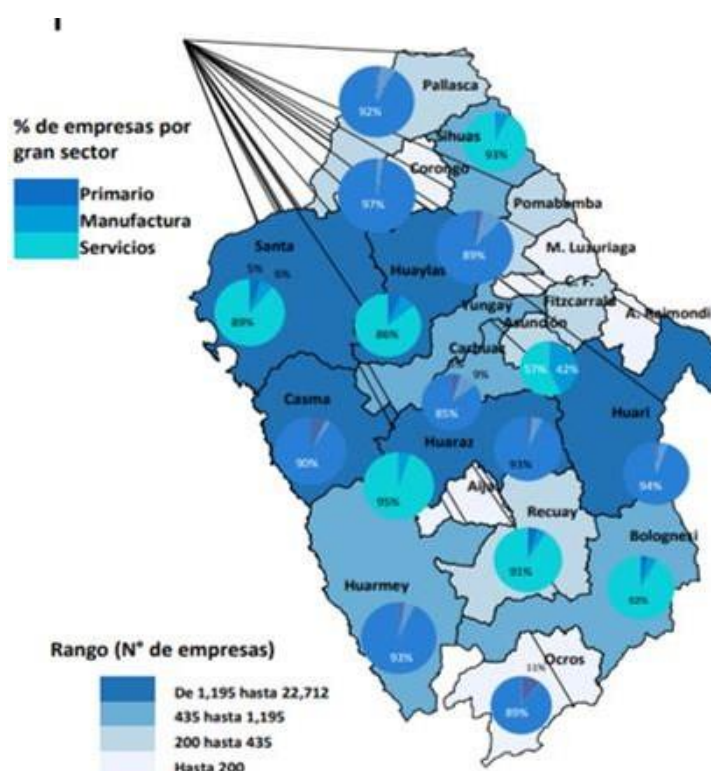 Pallasca
92%
% de empresas por
gran sector
Sihuas
93%
Corongo
Primario
Manufactura
Servicios
97%
Pomabamba
Santa
M. Luzuriaga
89%
Huaylas
5%
6%
C. F.
Fitzcarrald
Yungay
A. Raimondi
Asunción
89%
86%
Carhuaz
57%
42%
9%
Casma
85%
Huari
Huaraz
90%
93%
94%
95%
Aija
Recuay
Bolognesi
91%
Huarmey
93%
Rango (N° de empresas)
Ocros
11%
De 1,195 hasta 22,712
89%
435 hasta 1,195
200 hasta 435
Hasta 200